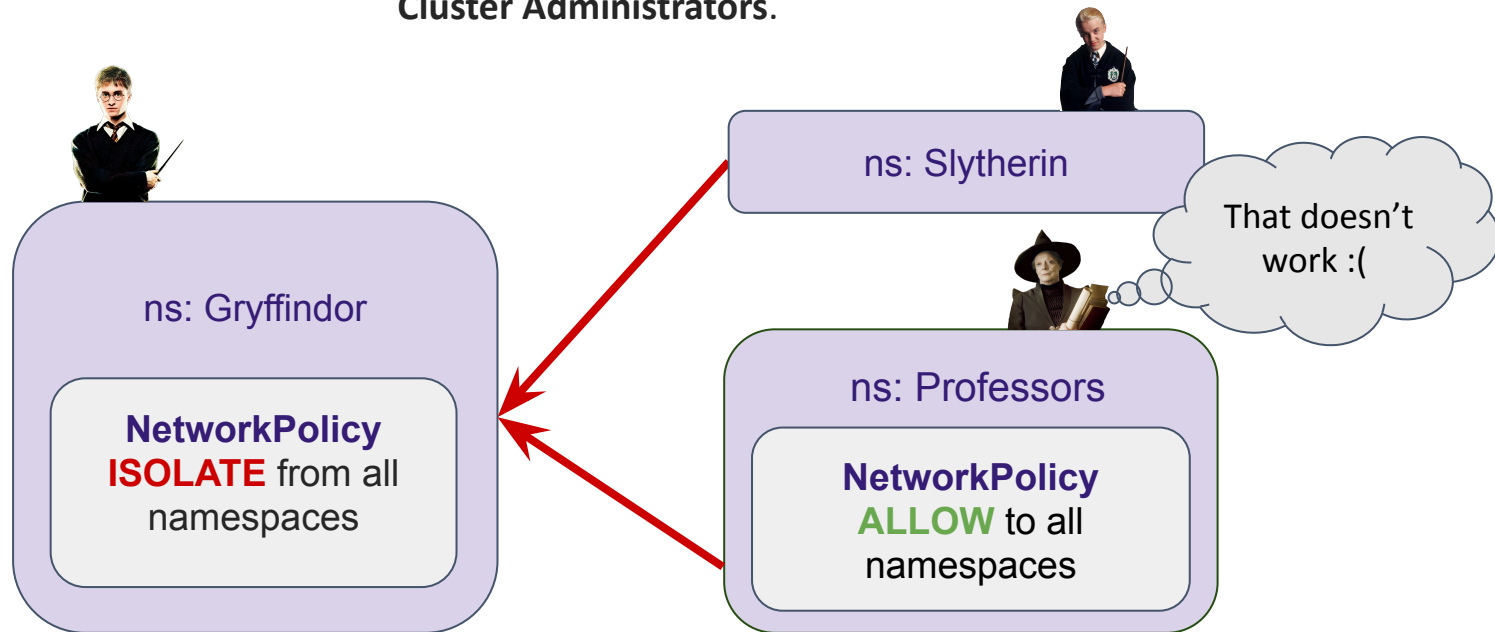 Cluster Administrators.
ns: Slytherin
That doesn’t
work :(
ns: Gryffindor
NetworkPolicy
ISOLATE from all
namespaces
ns: Professors
NetworkPolicy
ALLOW to all
namespaces